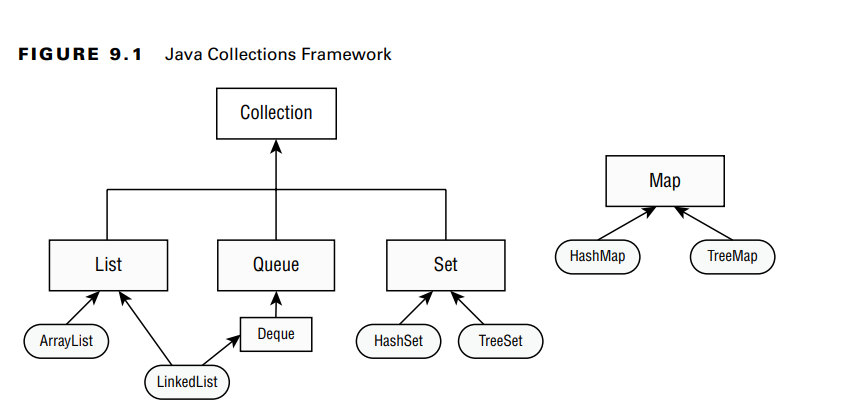 FIGURE 9.1 Java Collections Framework
Collection
Map
List
Queue
Set
HashMap
TreeMap
ArrayList
Deque
HashSet
TreeSet
LinkedList